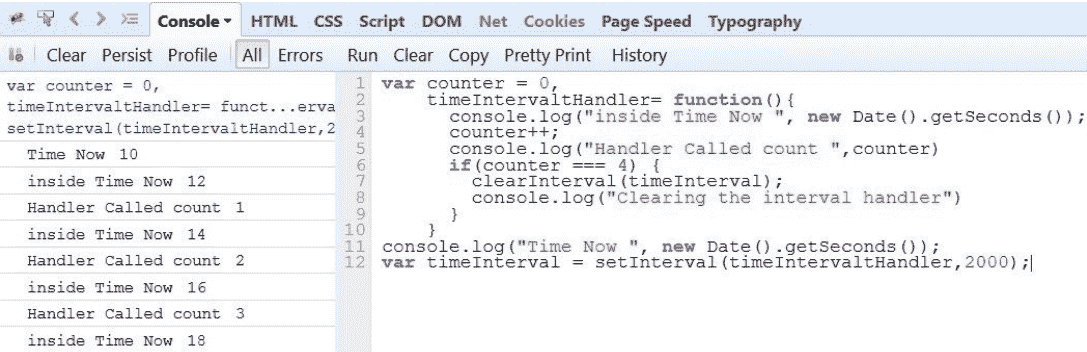 Console HTML CSS Script DOM Net Cookies Page Speed Typography
Clear Persist Profile All Errors Run Clear Copy Pretty Print History
var counter = 0,
timeIntervaltHandler= funct...erva
setInterval(timeIntervaltHandler,2
Time Now 10
inside Time Now 12
Handler Called count 1
inside Time Now 14
Handler Called count 2
inside Time Now 16
Handler Called count 3
inside Time Now 18
1 var counter = 0,
2 timeIntervaltHandler= function(){
3 console.log("inside Time Now ", new Date().getSeconds());
4 counter++;
5 console.log("Handler Called count ",counter)
6 if(counter === 4) {
7 clearInterval(timeInterval);
8 console.log("Clearing the interval handler")
9 }
10 }
11 console.log("Time Now ", new Date().getSeconds());
12 var timeInterval = setInterval(timeIntervaltHandler,2000);